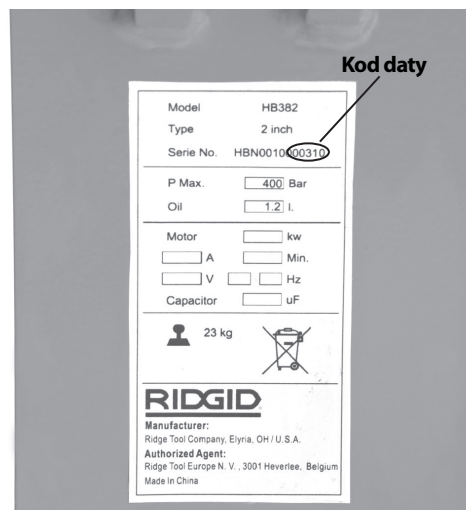 Kod daty
Model HB382
Type 2 inch
Serie No. HBN0010000310
P Max. 400 Bar
Oil 1.2 l.
Motor kw
A Min.
V Hz
Capacitor uF
23 kg
RIDGID
Manufacturer:
Ridge Tool Company, Elyria, OH / U.S.A.
Authorized Agent:
Ridge Tool Europe N. V. , 3001 Heverlee, Belgium
Made In China